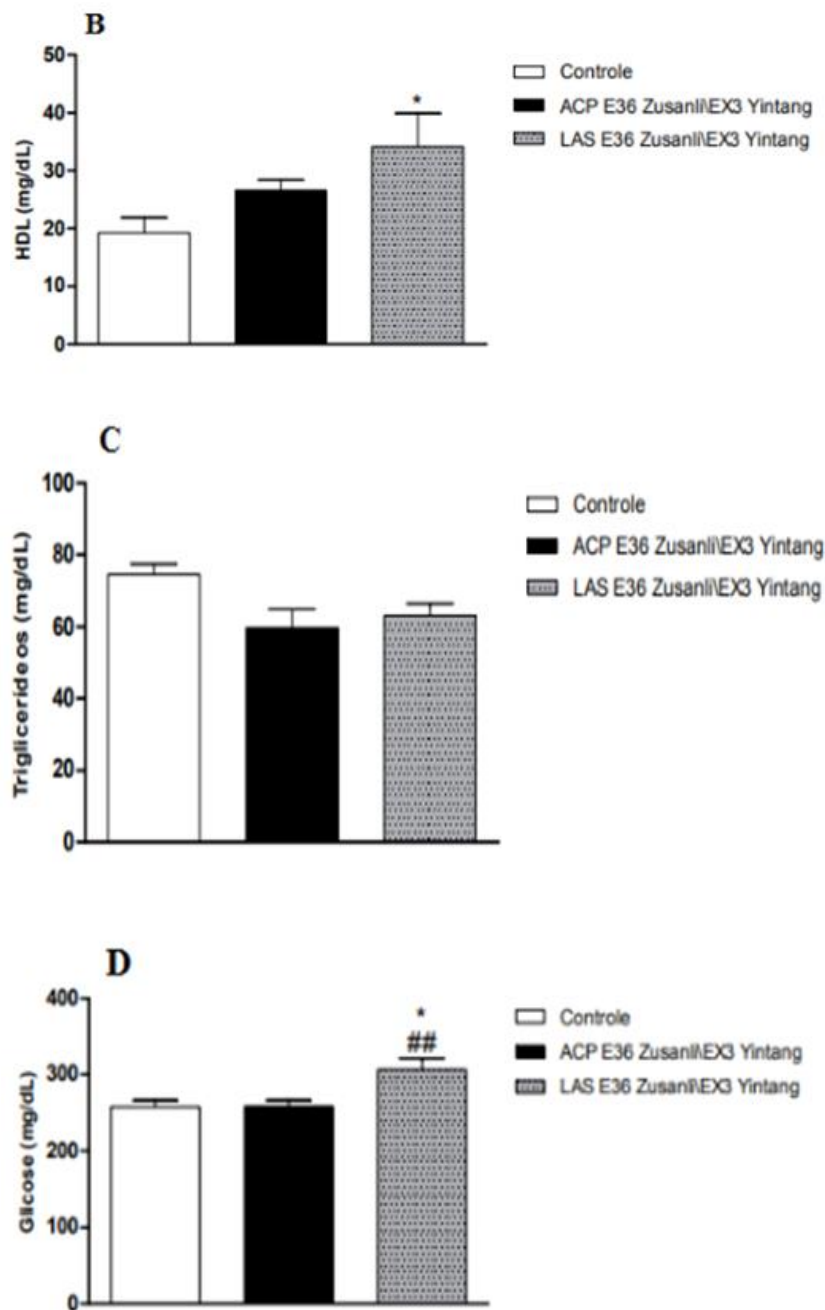 B
HDL (mg/dL)
50
40
30
20
10
0
*
Controle
ACP E36 Zusanli\EX3 Yintang
LAS E36 Zusanli\EX3 Yintang
C
Triglicerideos (mg/dL)
100
80
60
40
20
0
Controle
ACP E36 Zusanli\EX3 Yintang
LAS E36 Zusanli\EX3 Yintang
D
Glicose (mg/dL)
400
300
200
100
0
*
##
Controle
ACP E36 Zusanli\EX3 Yintang
LAS E36 Zusanli\EX3 Yintang